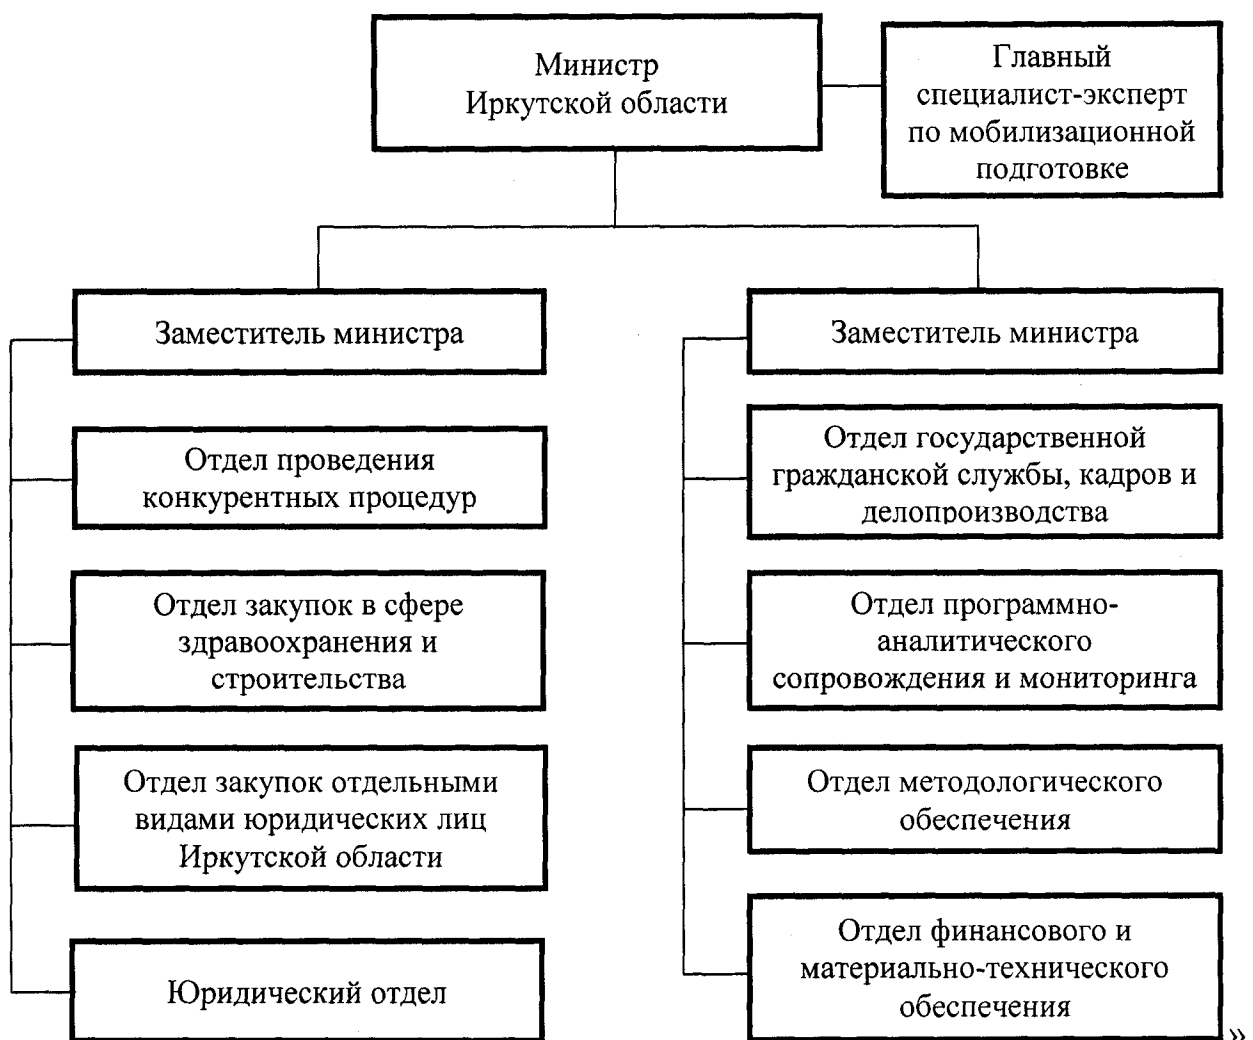 Министр
Иркутской области
Главный
специалист-эксперт
по мобилизационной
подготовке
Заместитель министра
Отдел проведения
конкурентных процедур
Отдел закупок в сфере
здравоохранения и
строительства
Отдел закупок отдельными
видами юридических лиц
Иркутской области
Юридический отдел
Заместитель министра
Отдел государственной
гражданской службы, кадров и
делопроизводства
Отдел программно-
аналитического
сопровождения и мониторинга
Отдел методологического
обеспечения
Отдел финансового и
материально-технического
обеспечения
»